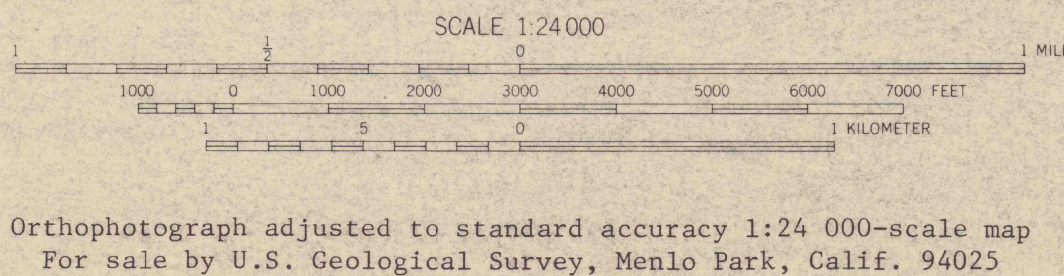 SCALE 1:24 000
1 1/2 0 1 MILE
1000 0 1000 2000 3000 4000 5000 6000 7000 FEET
1 .5 0 1 KILOMETER
Orthophotograph adjusted to standard accuracy 1:24 000-scale map
For sale by U.S. Geological Survey, Menlo Park, Calif. 94025